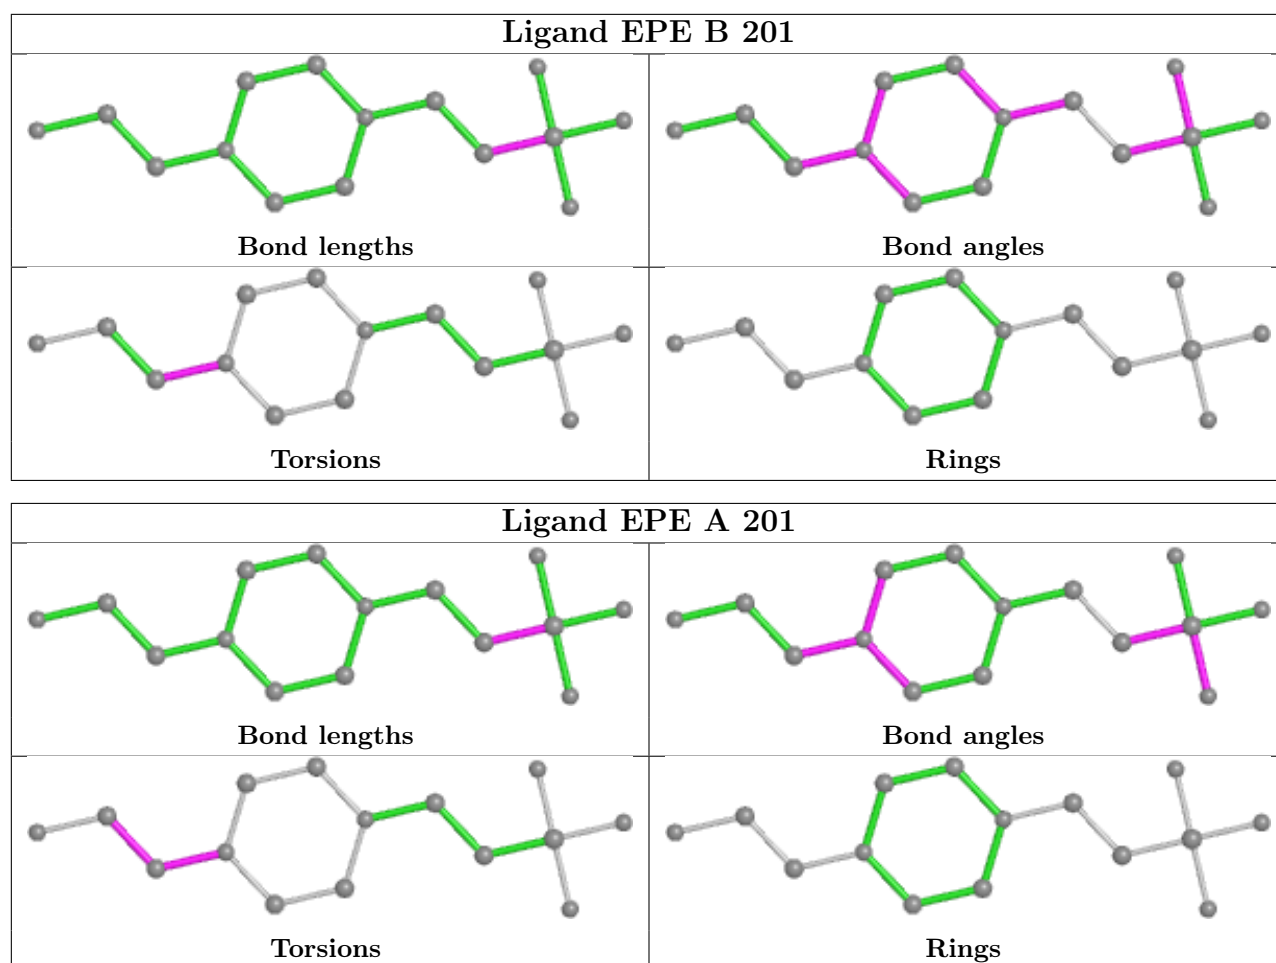 Ligand EPE B 201
Bond lengths
Bond angles
Torsions
Rings
Ligand EPE A 201
Bond lengths
Bond angles
Torsions
Rings